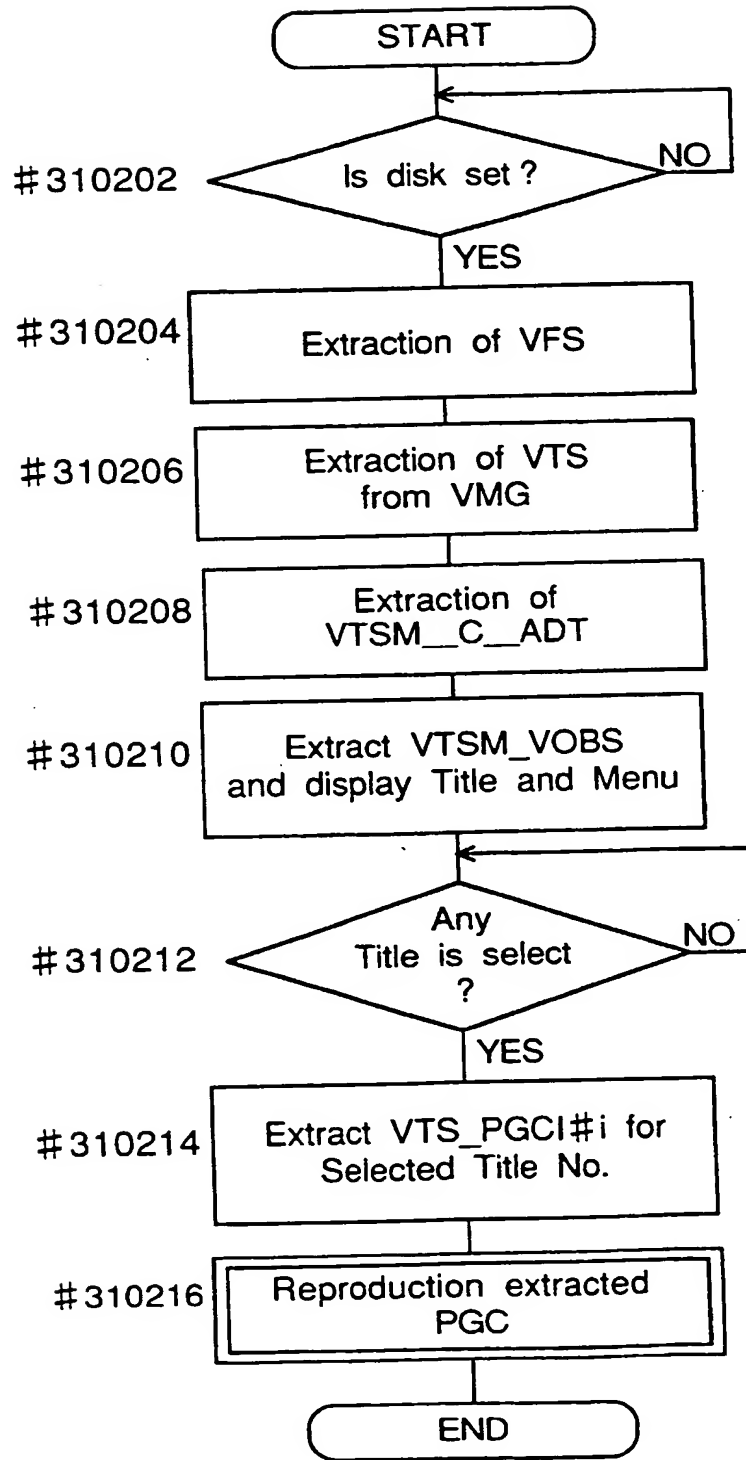 START
#310202
Is disk set ?
NO
YES
#310204
Extraction of VFS
#310206
Extraction of VTS
from VMG
#310208
Extraction of
VTSM__C__ADT
#310210
Extract VTSM_VOBS
and display Title and Menu
#310212
Any
Title is select
?
NO
YES
#310214
Extract VTS_PGCI#i for
Selected Title No.
#310216
Reproduction extracted
PGC
END